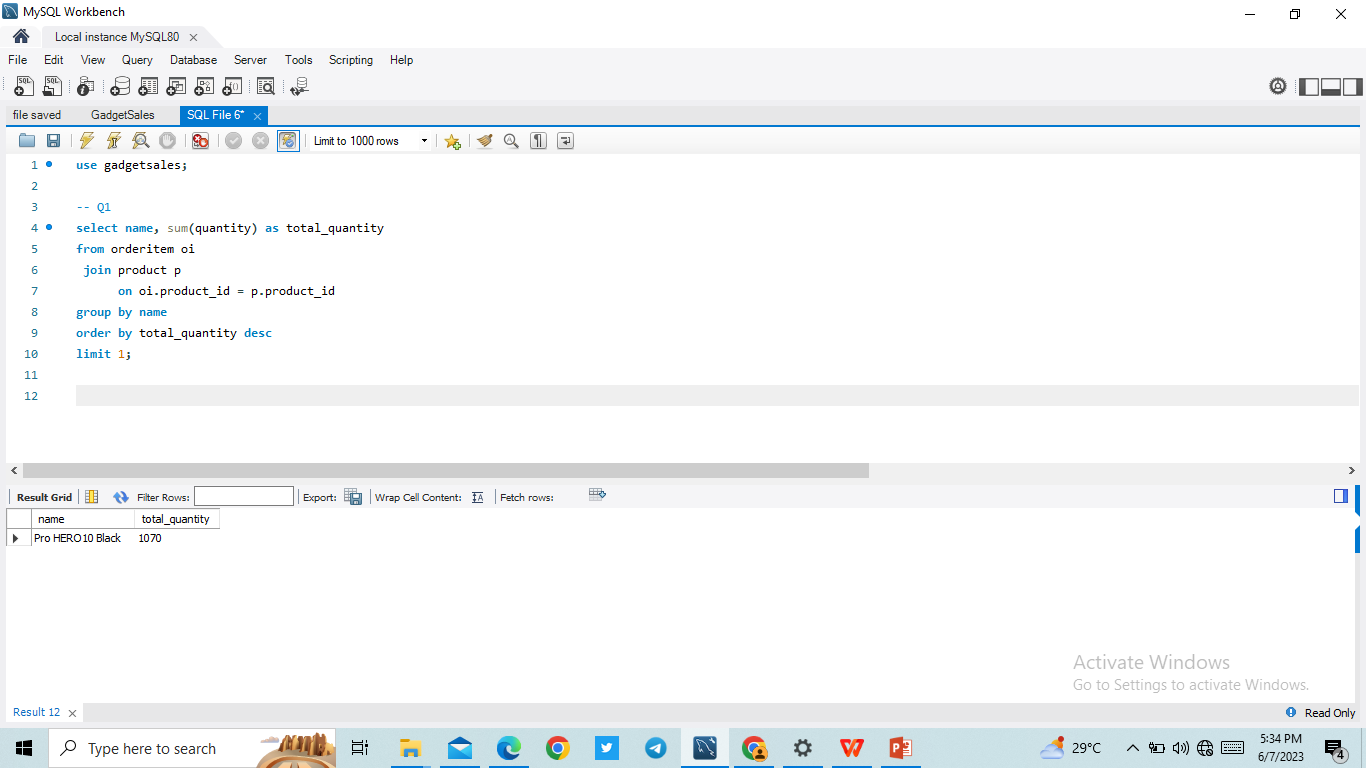 MySQL Workbench
Local instance MySQL80
File Edit View Query Database Server Tools Scripting Help
file saved GadgetSales SQL File 6*
Limit to 1000 rows
1 use gadgetsales;
2
3 -- Q1
4 select name, sum(quantity) as total_quantity
5 from orderitem oi
6 join product p
7 on oi.product_id = p.product_id
8 group by name
9 order by total_quantity desc
10 limit 1;
11
12
Result Grid Filter Rows: Export: Wrap Cell Content: Fetch rows:
name total_quantity
Pro HERO10 Black 1070
Activate Windows
Go to Settings to activate Windows.
Result 12 Read Only
Type here to search 29°C 5:34 PM
6/7/2023 4